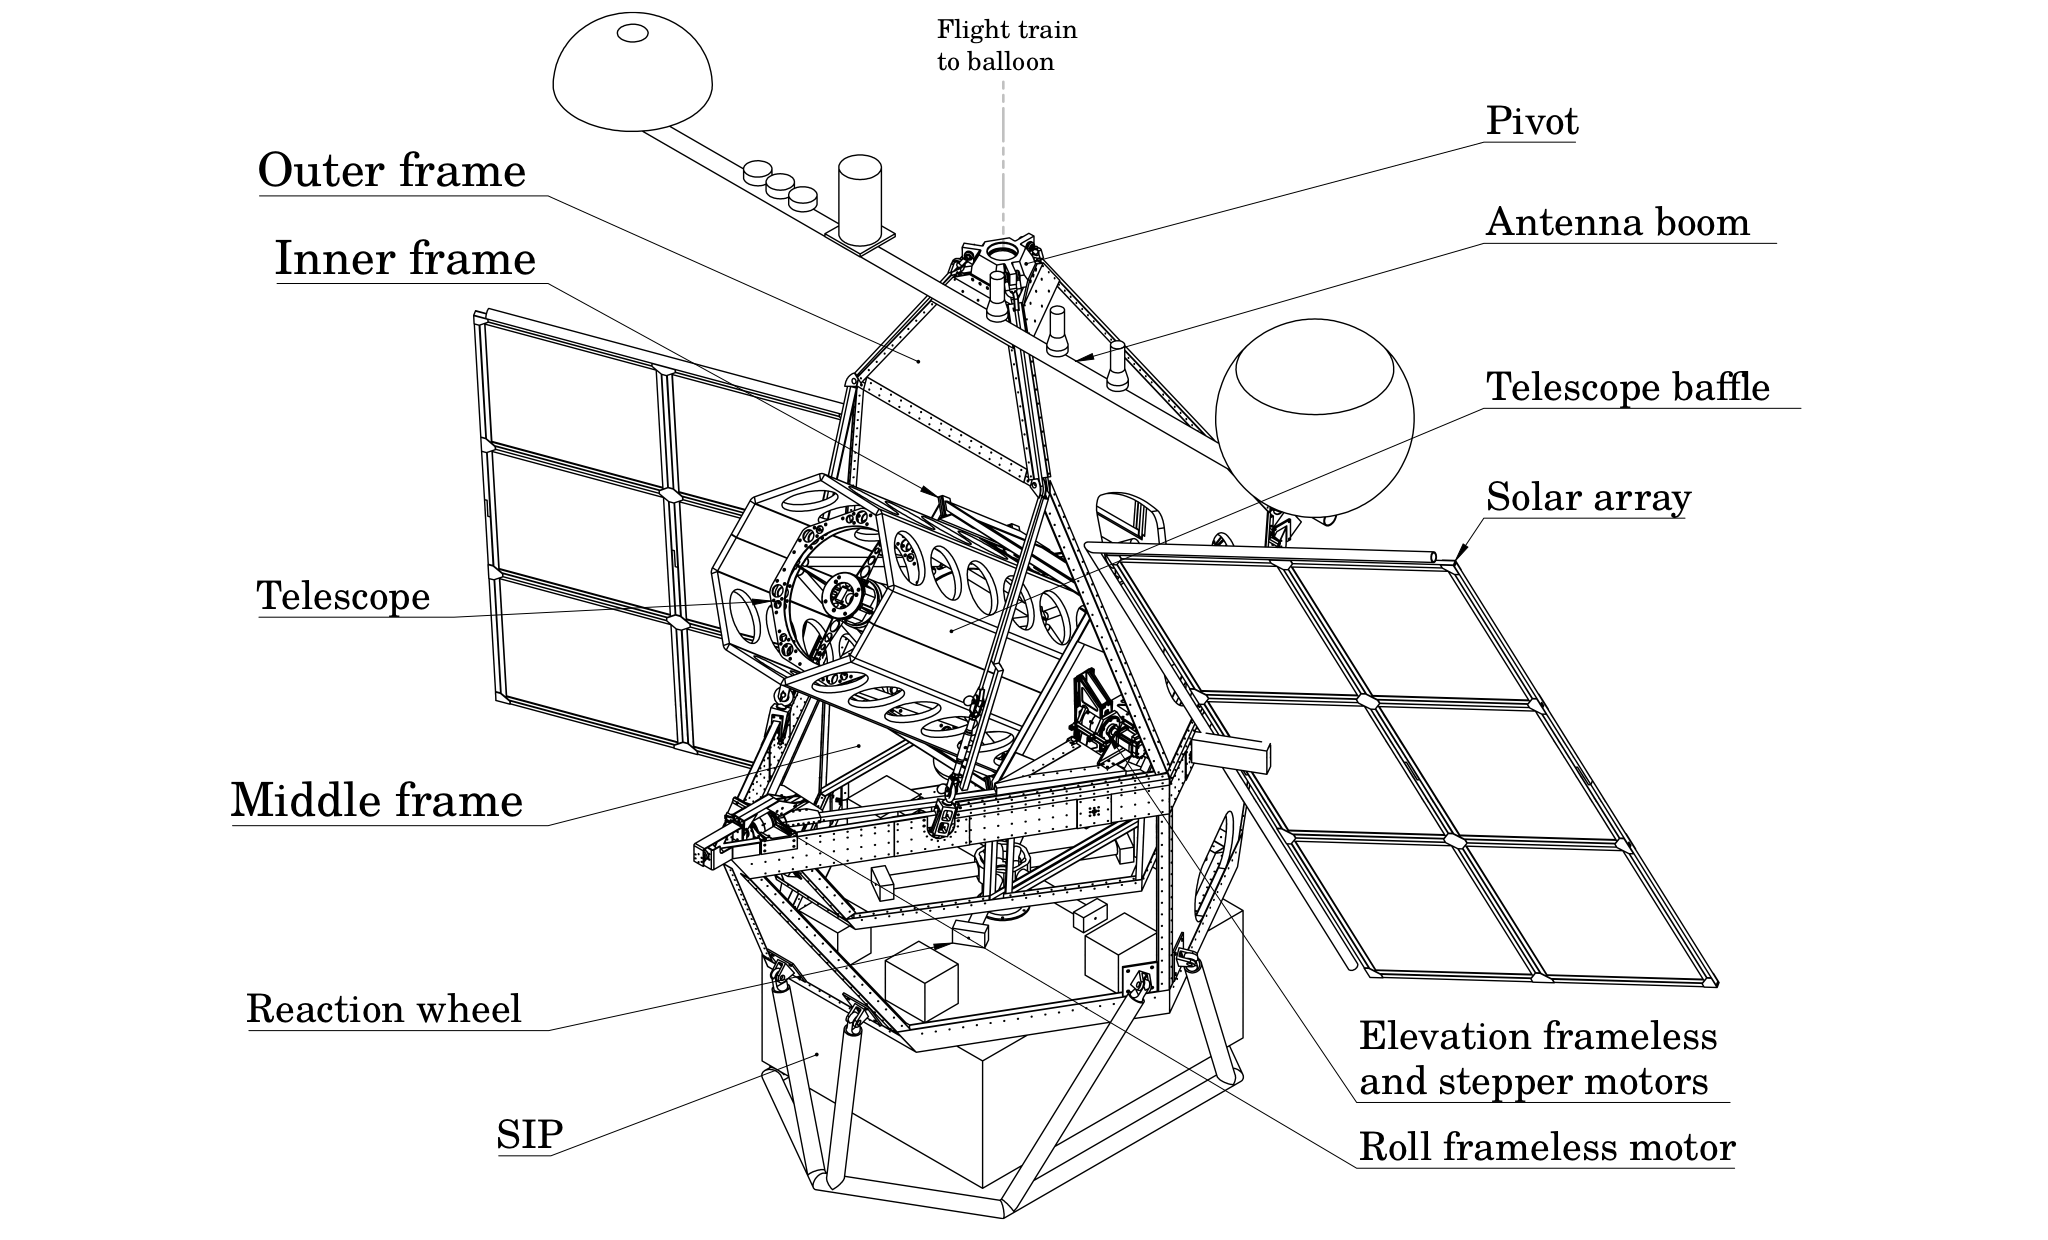 Flight train
to balloon
Pivot
Outer frame
Antenna boom
Inner frame
Telescope baffle
Solar array
Telescope
Middle frame
Reaction wheel
Elevation frameless
and stepper motors
SIP
Roll frameless motor